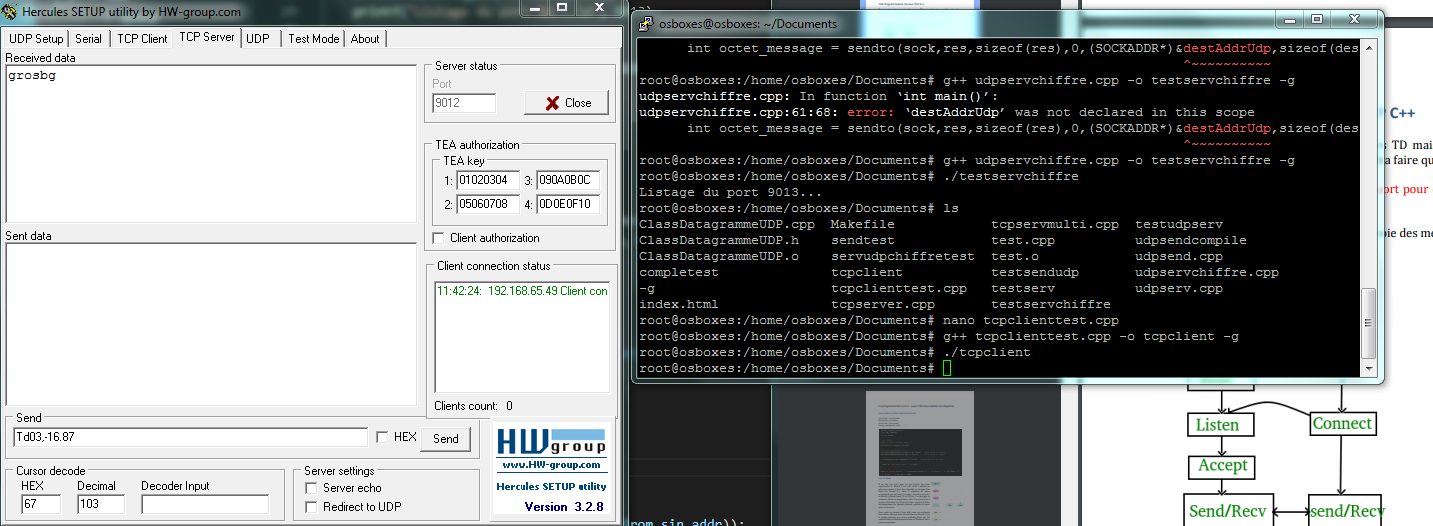 Hercules SETUP utility by HW-group.com
UDP Setup Serial TCP Client TCP Server UDP Test Mode About
Received data
grosbg
Server status
Port
9012
Close
TEA authorization
TEA key
1: 01020304 3: 090A0B0C
2: 05060708 4: 0D0E0F10
Client authorization
Sent data
Client connection status
11:42:24: 192.168.65.49 Client con
Clients count: 0
Send
Td03,-16.87
HEX Send
HWgroup
www.HW-group.com
Hercules SETUP utility
Version 3.2.8
Cursor decode
HEX Decimal Decoder Input
67 103
Server settings
Server echo
Redirect to UDP
osboxes@osboxes: ~/Documents
int octet_message = sendto(sock,res,sizeof(res),0,(SOCKADDR*)&destAddrUdp,sizeof(des
^~~~~~~~~~~
root@osboxes:/home/osboxes/Documents# g++ udpservchiffre.cpp -o testservchiffre -g
udpservchiffre.cpp: In function ‘int main()’:
udpservchiffre.cpp:61:68: error: ‘destAddrUdp’ was not declared in this scope
int octet_message = sendto(sock,res,sizeof(res),0,(SOCKADDR*)&destAddrUdp,sizeof(des
^~~~~~~~~~~
root@osboxes:/home/osboxes/Documents# g++ udpservchiffre.cpp -o testservchiffre -g
root@osboxes:/home/osboxes/Documents# ./testservchiffre
Listage du port 9013...
root@osboxes:/home/osboxes/Documents# ls
ClassDatagrammeUDP.cpp Makefile tcpservmulti.cpp testudpserv
ClassDatagrammeUDP.h sendtest test.cpp udpsendcompile
ClassDatagrammeUDP.o servudpchiffretest test.o udpsend.cpp
completest tcpclient testsendudp udpservchiffre.cpp
-g tcpclienttest.cpp testserv udpserv.cpp
index.html tcpserver.cpp testservchiffre
root@osboxes:/home/osboxes/Documents# nano tcpclienttest.cpp
root@osboxes:/home/osboxes/Documents# g++ tcpclienttest.cpp -o tcpclient -g
root@osboxes:/home/osboxes/Documents# ./tcpclient
root@osboxes:/home/osboxes/Documents#
C++
s TD mai
a faire qu
ort pour
oie des me
Listen
Connect
Accept
Send/Recv
send/Recv
rom.sin_addr));